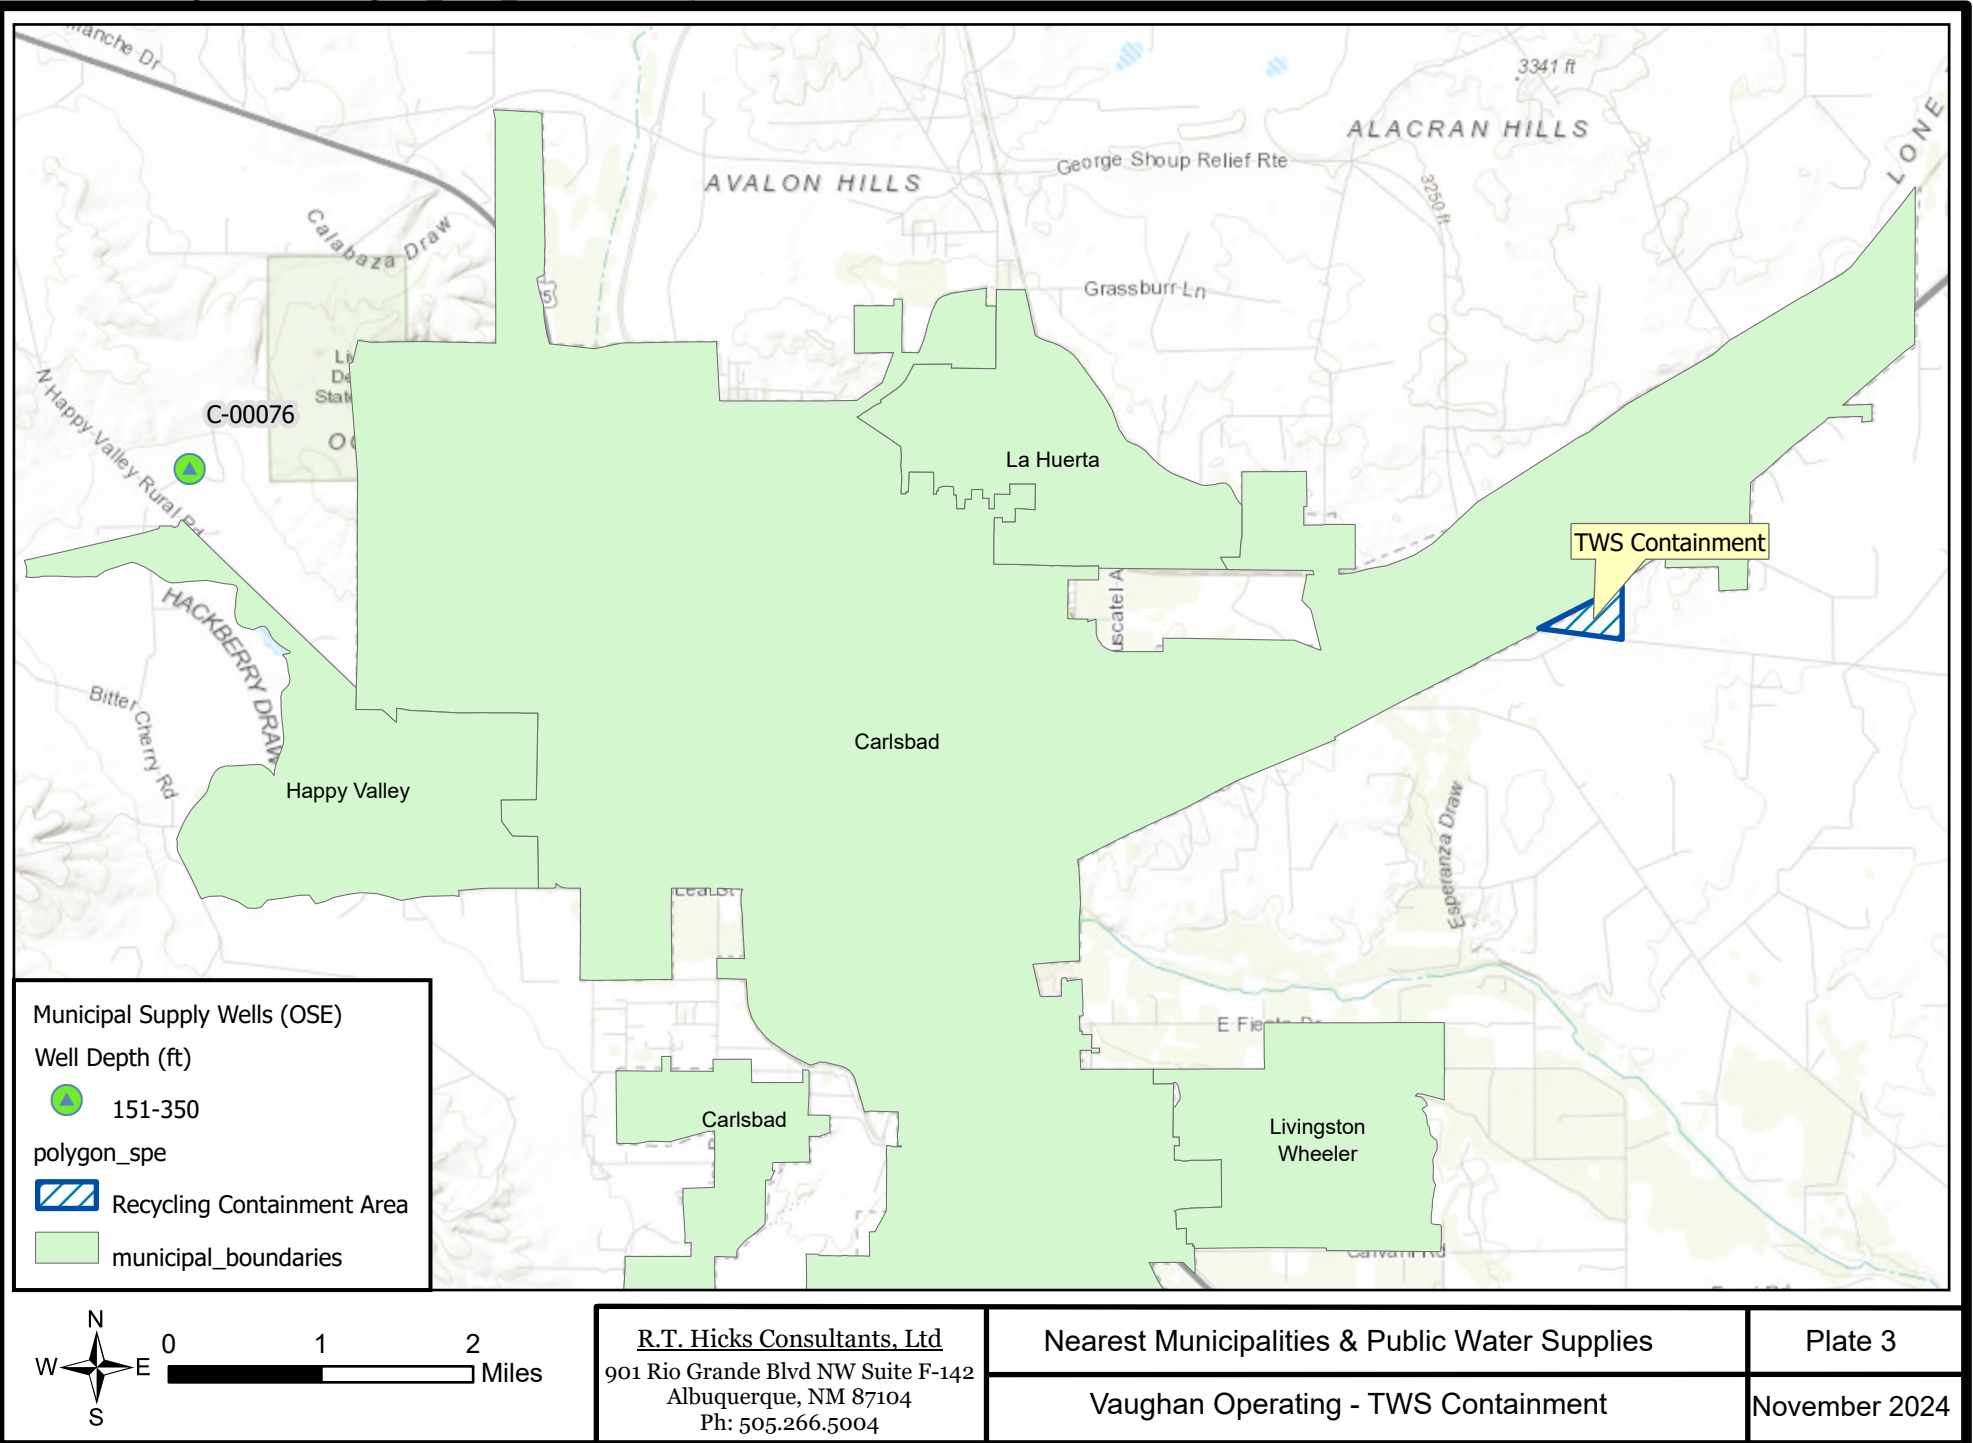 manche Dr
3341 ft
LONE
ALACRAN HILLS
George Shoup Relief Rte
AVALON HILLS
3250 ft
Calabaza Draw
Grassburr Ln
N Happy Valley Rural Rd
C-00076
La Huerta
TWS Containment
HACKBERRY DRAW
Bitter Cherry Rd
Carlsbad
Happy Valley
Esperanza Draw
Carlsbad
Livingston
Wheeler
Municipal Supply Wells (OSE)
Well Depth (ft)
151-350
polygon_spe
Recycling Containment Area
municipal_boundaries
N
W E
S
0 1 2
Miles
R.T. Hicks Consultants, Ltd
901 Rio Grande Blvd NW Suite F-142
Albuquerque, NM 87104
Ph: 505.266.5004
Nearest Municipalities & Public Water Supplies
Vaughan Operating - TWS Containment
Plate 3
November 2024